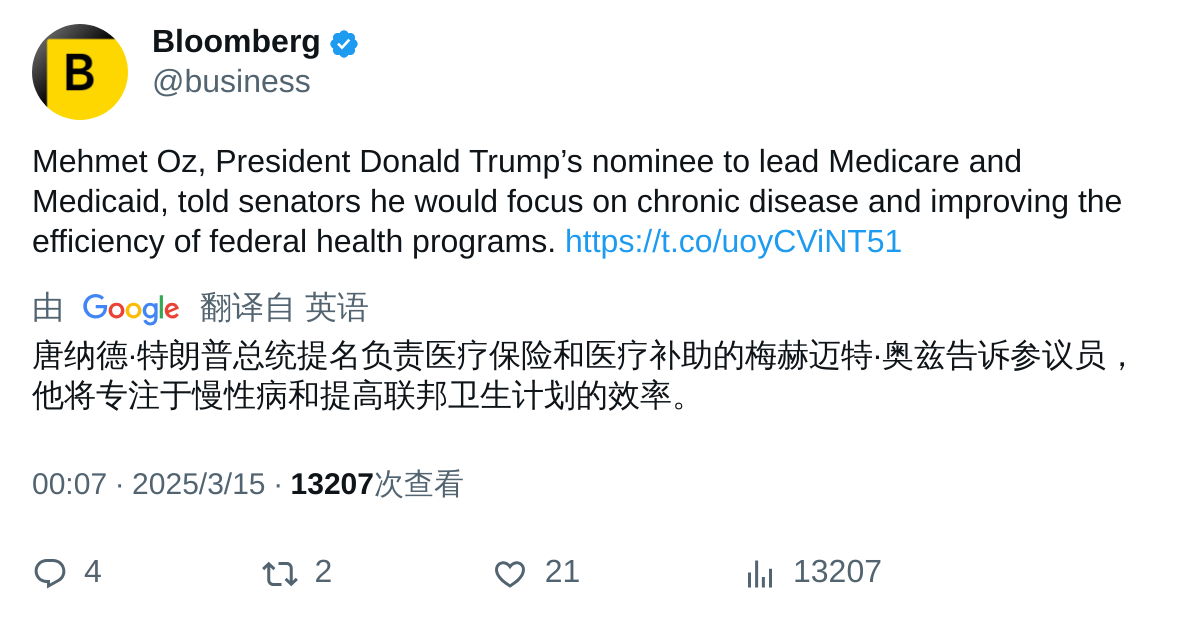 B
Bloomberg
@business
Mehmet Oz, President Donald Trump’s nominee to lead Medicare and
Medicaid, told senators he would focus on chronic disease and improving the
efficiency of federal health programs. https://t.co/uoyCViNT51
由 Google 翻译自 英语
唐纳德·特朗普总统提名负责医疗保险和医疗补助的梅赫迈特·奥兹告诉参议员，
他将专注于慢性病和提高联邦卫生计划的效率。
00:07 · 2025/3/15 · 13207次查看
4 2 21 13207